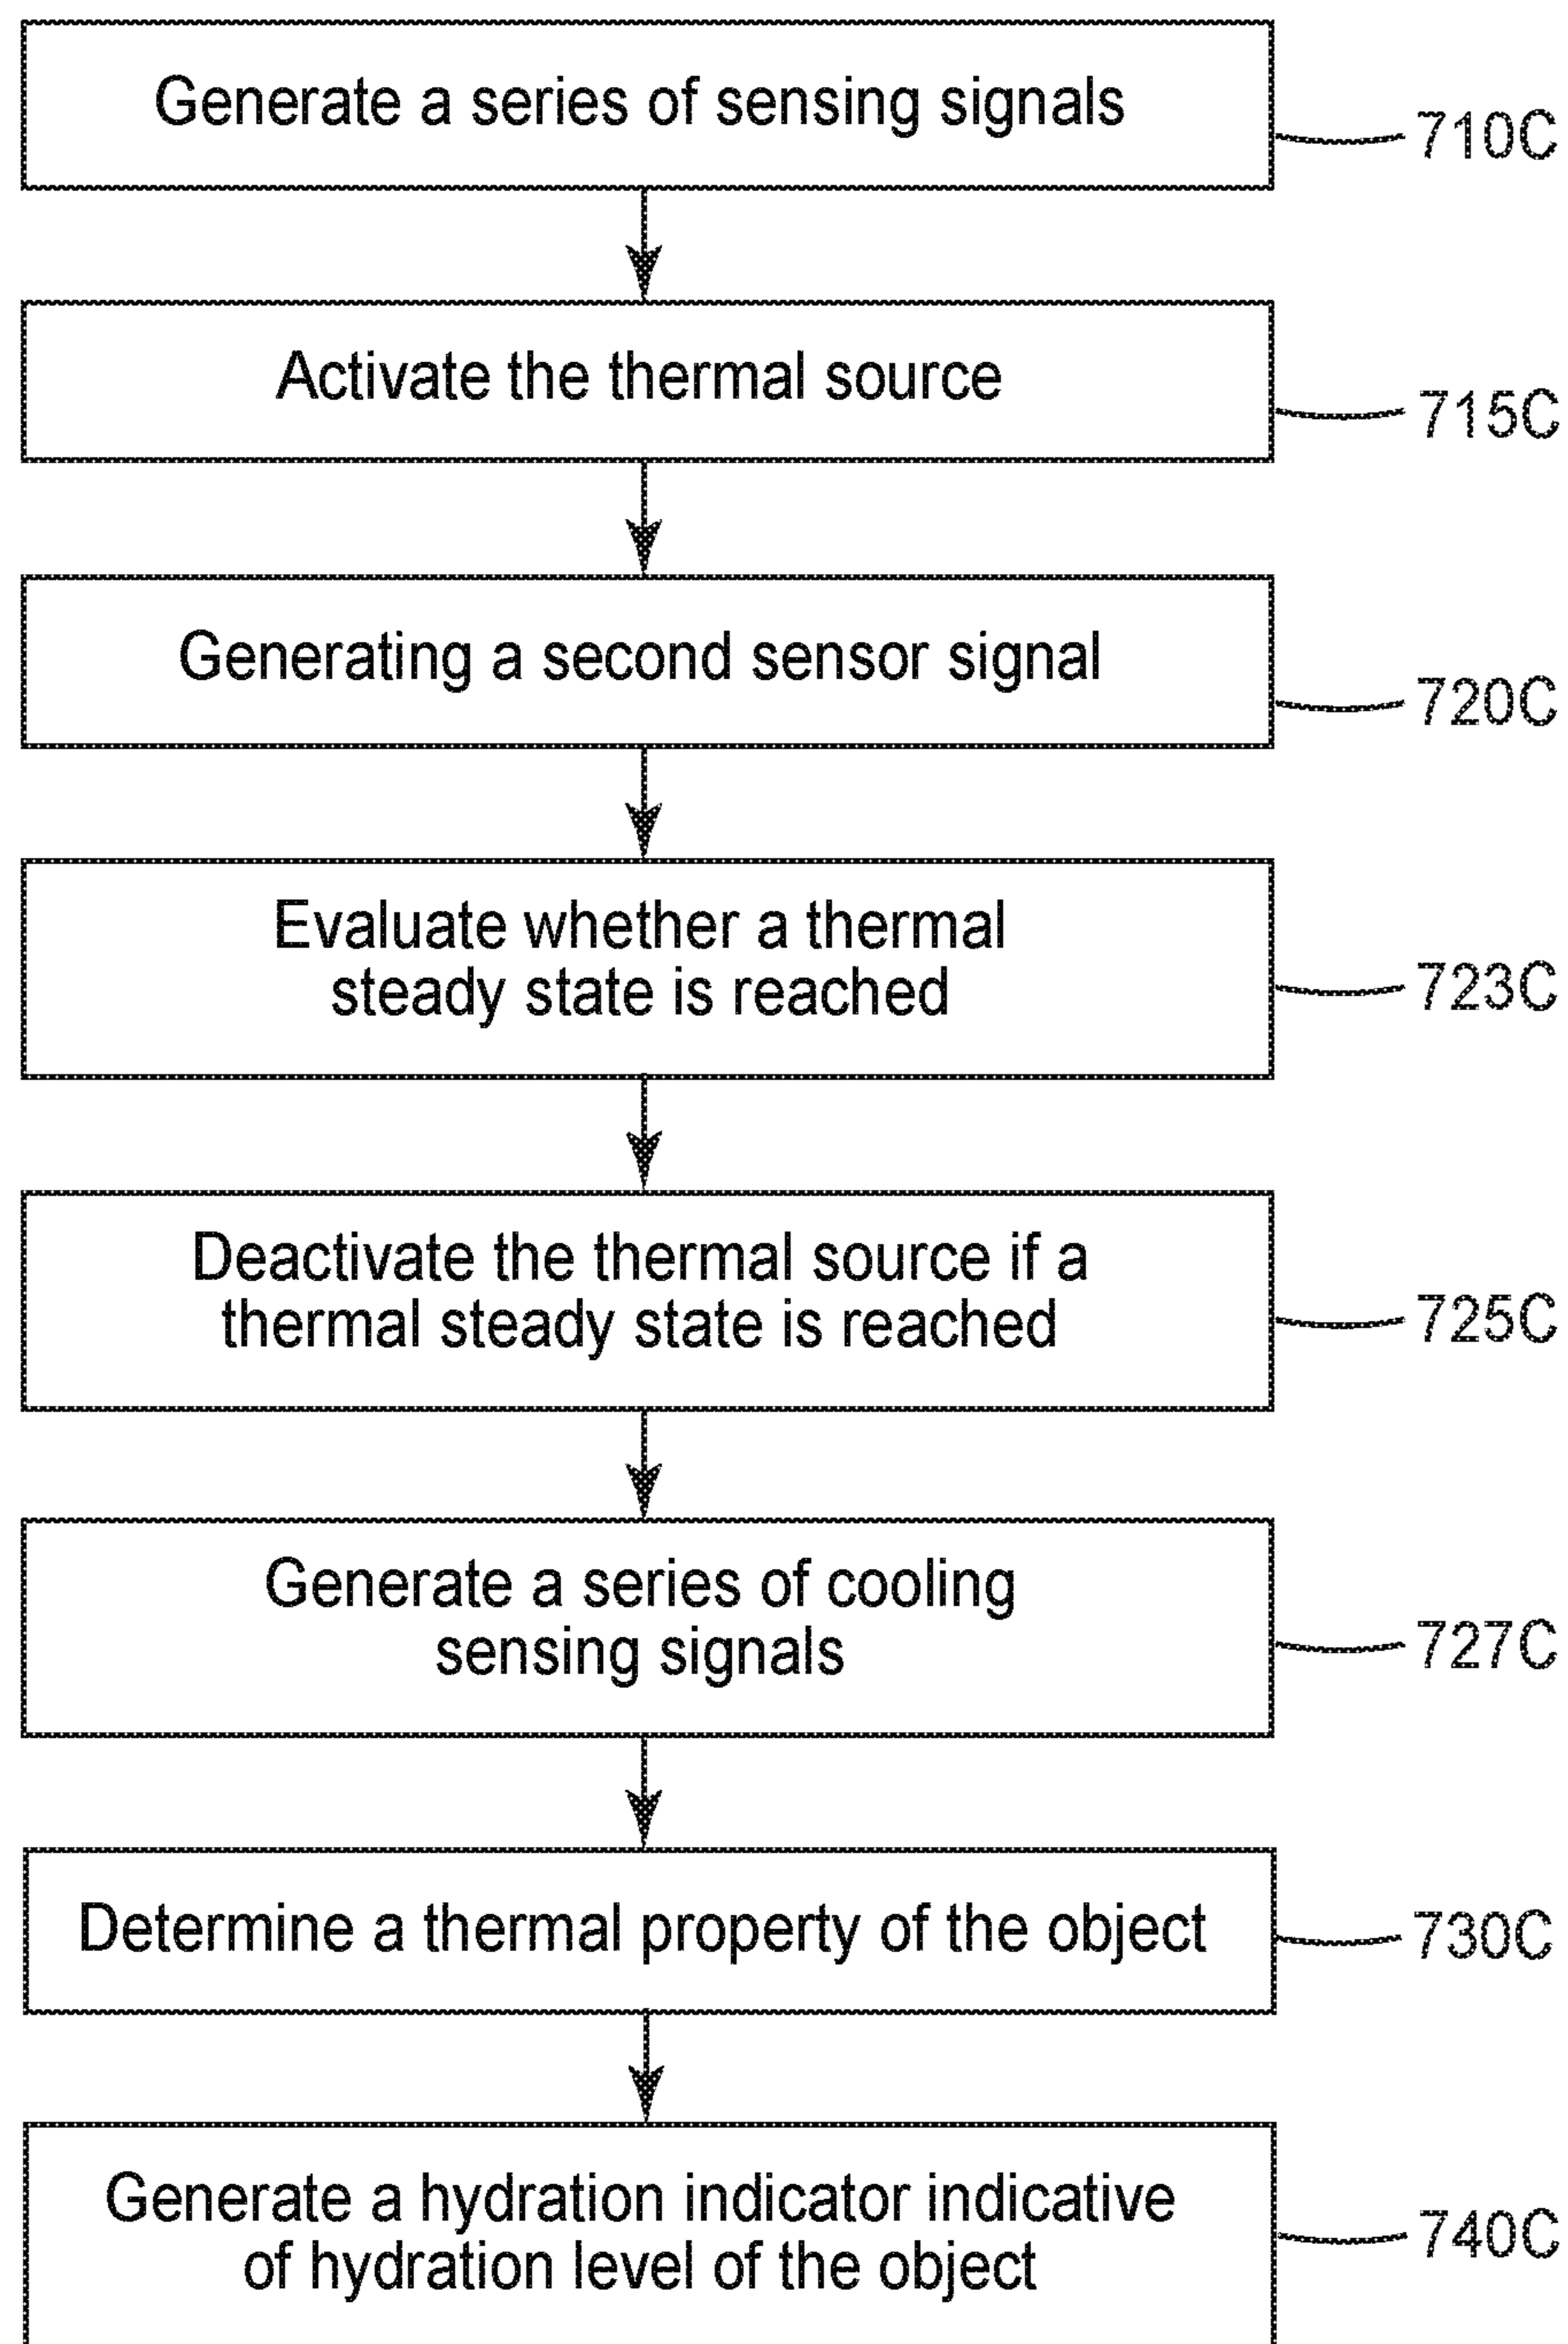 Generate a series of sensing signals
710C
Activate the thermal source
715C
Generating a second sensor signal
720C
Evaluate whether a thermal
steady state is reached
723C
Deactivate the thermal source if a
thermal steady state is reached
725C
Generate a series of cooling
sensing signals
727C
Determine a thermal property of the object
730C
Generate a hydration indicator indicative
of hydration level of the object
740C